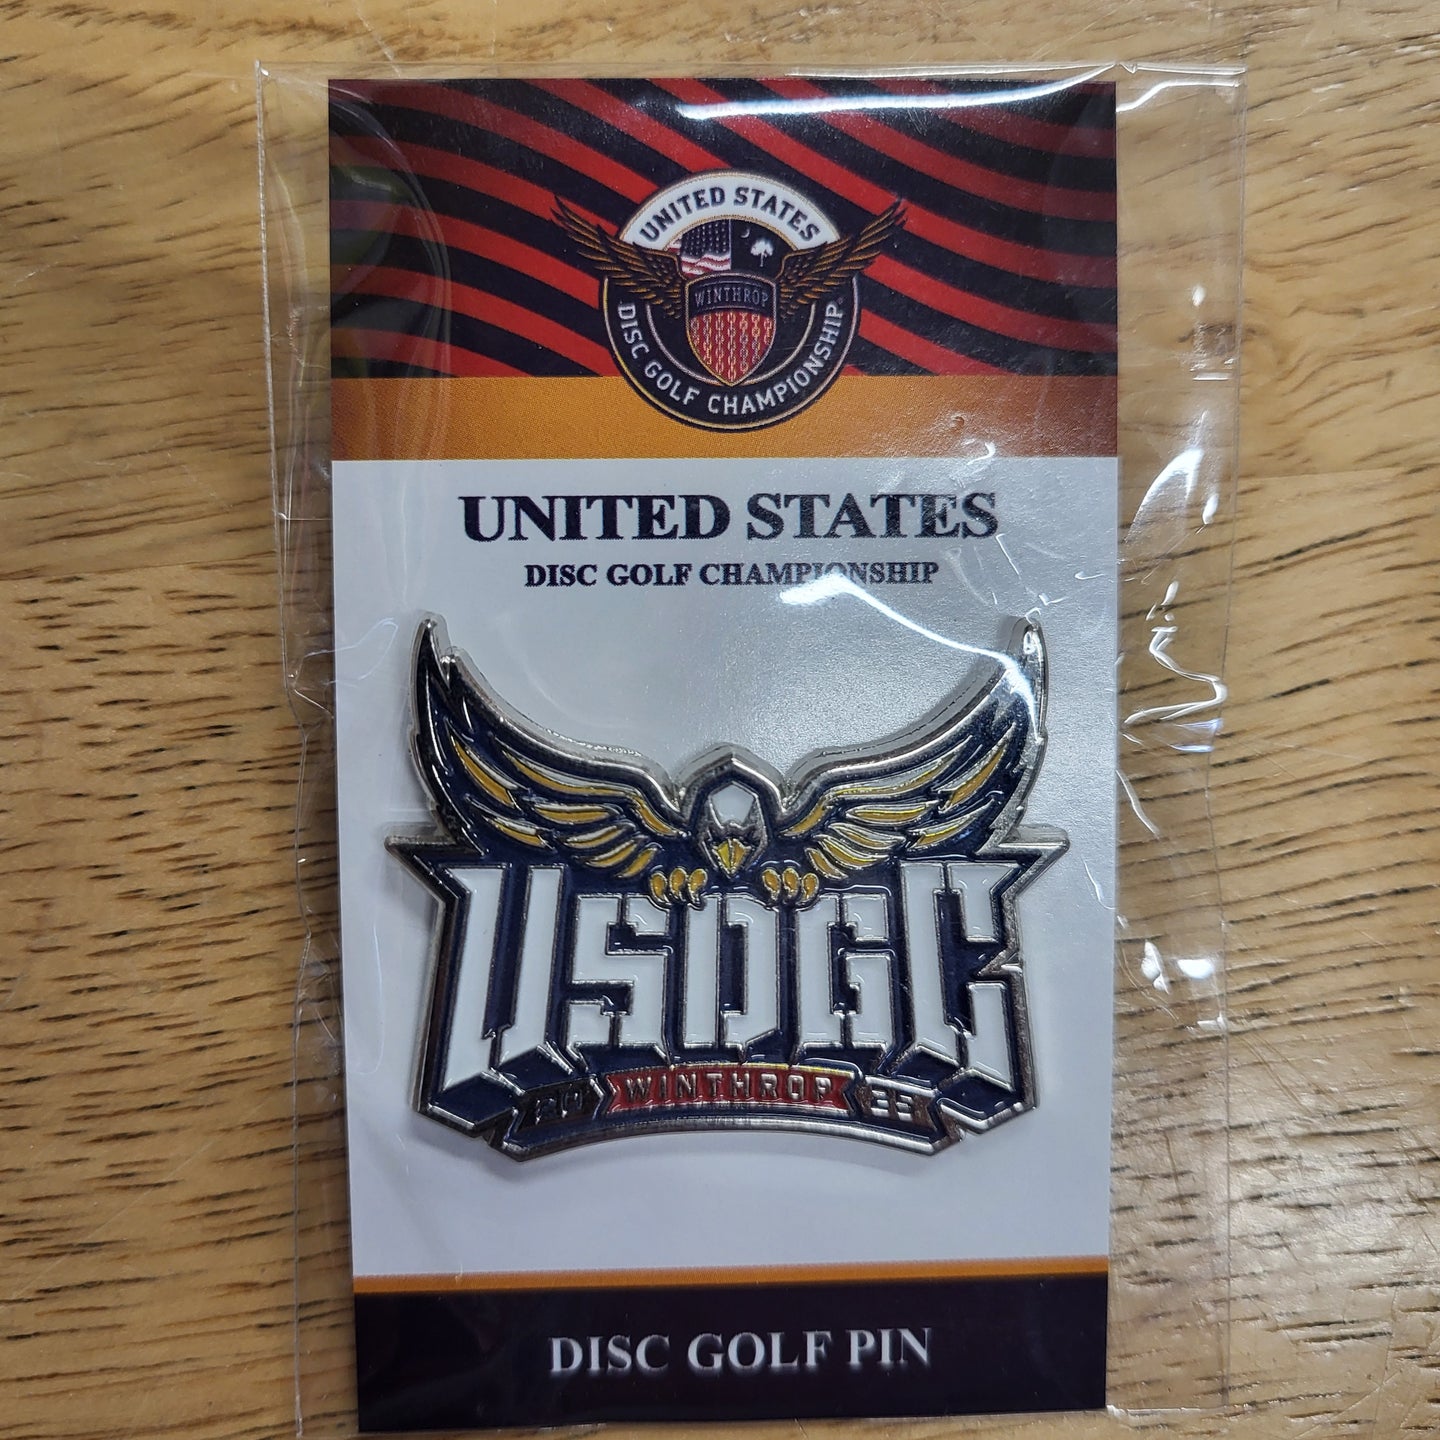 UNITED STATES
WINTHROP
DISC GOLF CHAMPIONSHIP
UNITED STATES
DISC GOLF CHAMPIONSHIP
USDGC
WINTHROP
DISC GOLF PIN